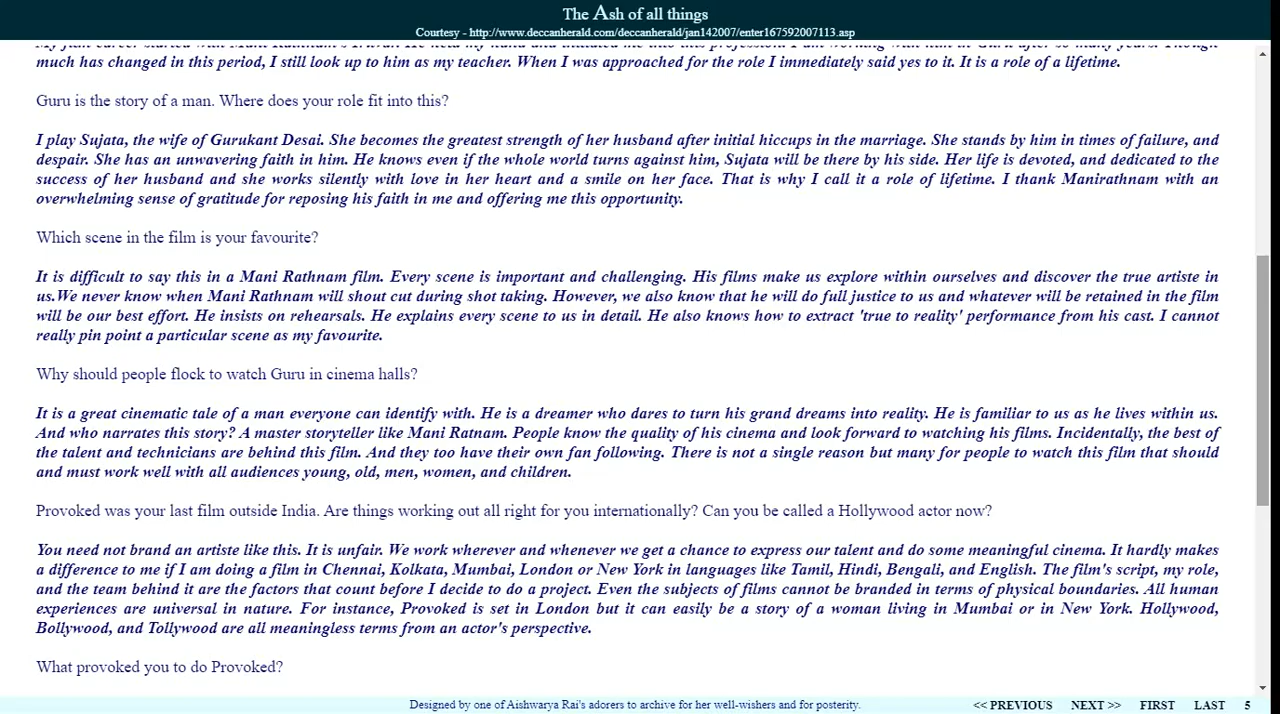 The Ash of all things
Courtesy - http://www.deccanherald.com/deccanherald/jan142007/enter167592007113.asp
My film career started with Mani Rathnam's Iruvar. He held my hand and initiated me into this profession. I am working with him in Guru after so many years. Though
much has changed in this period, I still look up to him as my teacher. When I was approached for the role I immediately said yes to it. It is a role of a lifetime.
Guru is the story of a man. Where does your role fit into this?
I play Sujata, the wife of Gurukant Desai. She becomes the greatest strength of her husband after initial hiccups in the marriage. She stands by him in times of failure, and
despair. She has an unwavering faith in him. He knows even if the whole world turns against him, Sujata will be there by his side. Her life is devoted, and dedicated to the
success of her husband and she works silently with love in her heart and a smile on her face. That is why I call it a role of lifetime. I thank Manirathnam with an
overwhelming sense of gratitude for reposing his faith in me and offering me this opportunity.
Which scene in the film is your favourite?
It is difficult to say this in a Mani Rathnam film. Every scene is important and challenging. His films make us explore within ourselves and discover the true artiste in
us.We never know when Mani Rathnam will shout cut during shot taking. However, we also know that he will do full justice to us and whatever will be retained in the film
will be our best effort. He insists on rehearsals. He explains every scene to us in detail. He also knows how to extract 'true to reality' performance from his cast. I cannot
really pin point a particular scene as my favourite.
Why should people flock to watch Guru in cinema halls?
It is a great cinematic tale of a man everyone can identify with. He is a dreamer who dares to turn his grand dreams into reality. He is familiar to us as he lives within us.
And who narrates this story? A master storyteller like Mani Ratnam. People know the quality of his cinema and look forward to watching his films. Incidentally, the best of
the talent and technicians are behind this film. And they too have their own fan following. There is not a single reason but many for people to watch this film that should
and must work well with all audiences young, old, men, women, and children.
Provoked was your last film outside India. Are things working out all right for you internationally? Can you be called a Hollywood actor now?
You need not brand an artiste like this. It is unfair. We work wherever and whenever we get a chance to express our talent and do some meaningful cinema. It hardly makes
a difference to me if I am doing a film in Chennai, Kolkata, Mumbai, London or New York in languages like Tamil, Hindi, Bengali, and English. The film's script, my role,
and the team behind it are the factors that count before I decide to do a project. Even the subjects of films cannot be branded in terms of physical boundaries. All human
experiences are universal in nature. For instance, Provoked is set in London but it can easily be a story of a woman living in Mumbai or in New York. Hollywood,
Bollywood, and Tollywood are all meaningless terms from an actor's perspective.
What provoked you to do Provoked?
Designed by one of Aishwarya Rai's adorers to archive for her well-wishers and for posterity. << PREVIOUS NEXT >> FIRST LAST 5